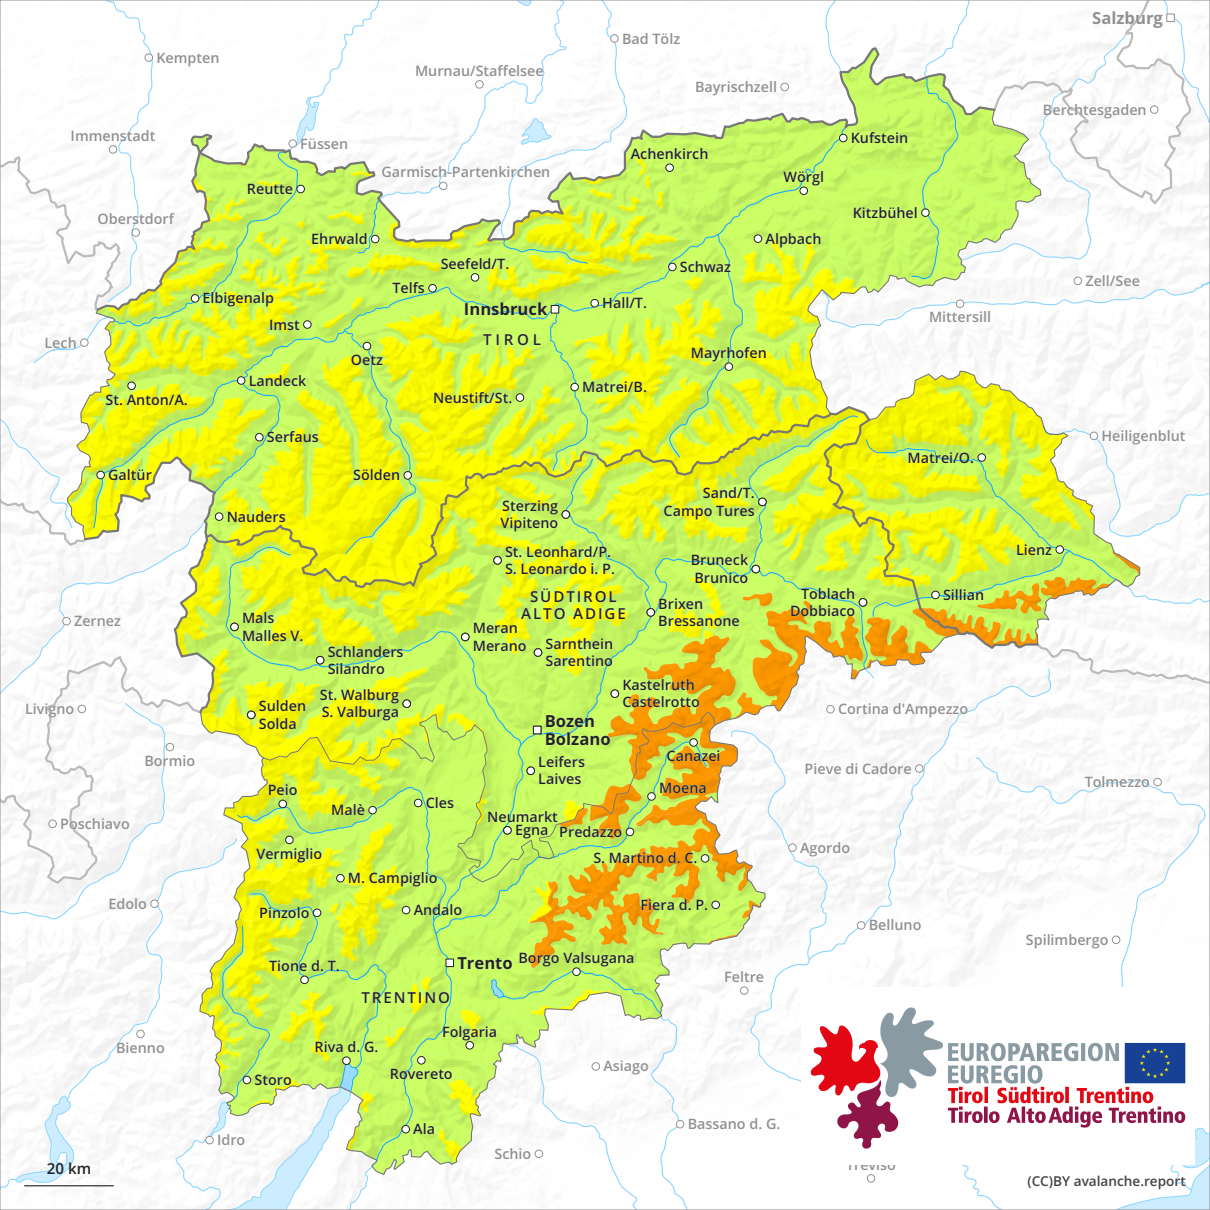 Salzburg
Bad Tölz
Kempten
Murnau/Staffelsee
Bayrischzell
Berchtesgaden
Immenstadt
Füssen
Kufstein
Achenkirch
Garmisch-Partenkirchen
Wörgl
Reutte
Oberstdorf
Kitzbühel
Ehrwald
Alpbach
Seefeld/T.
Schwaz
Zell/See
Telfs
Elbigenalp
Hall/T.
Innsbruck
Mittersill
Imst
TIROL
Lech
Oetz
Mayrhofen
Landeck
Matrei/B.
St. Anton/A.
Neustift/St.
Serfaus
Heiligenblut
Matrei/O.
Galtür
Sölden
Sand/T.
Campo Tures
Sterzing
Vipiteno
Nauders
St. Leonhard/P.
S. Leonardo i. P.
Lienz
Bruneck
Brunico
SÜDTIROL
ALTO ADIGE
Toblach
Dobbiaco
Sillian
Brixen
Bressanone
Zernez
Mals
Malles V.
Meran
Merano
Sarnthein
Sarentino
Schlanders
Silandro
Kastelruth
Castelrotto
St. Walburg
S. Valburga
Sulden
Solda
Livigno
Cortina d'Ampezzo
Bozen
Bolzano
Bormio
Canazei
Leifers
Laives
Pieve di Cadore
Tolmezzo
Peio
Moena
Malè
Cles
Neumarkt
Egna
Predazzo
Poschiavo
Vermiglio
Agordo
S. Martino d. C.
M. Campiglio
Edolo
Pinzolo
Andalo
Fiera d. P.
Belluno
Spilimbergo
Borgo Valsugana
Trento
Tione d. T.
Feltre
TRENTINO
Folgaria
Bienno
Riva d. G.
Rovereto
Asiago
Storo
EUROPAREGION
EUREGIO
Tirol Südtirol Trentino
Tirolo Alto Adige Trentino
Ala
Bassano d. G.
Idro
Schio
Treviso
20 km
(CC)BY avalanche.report